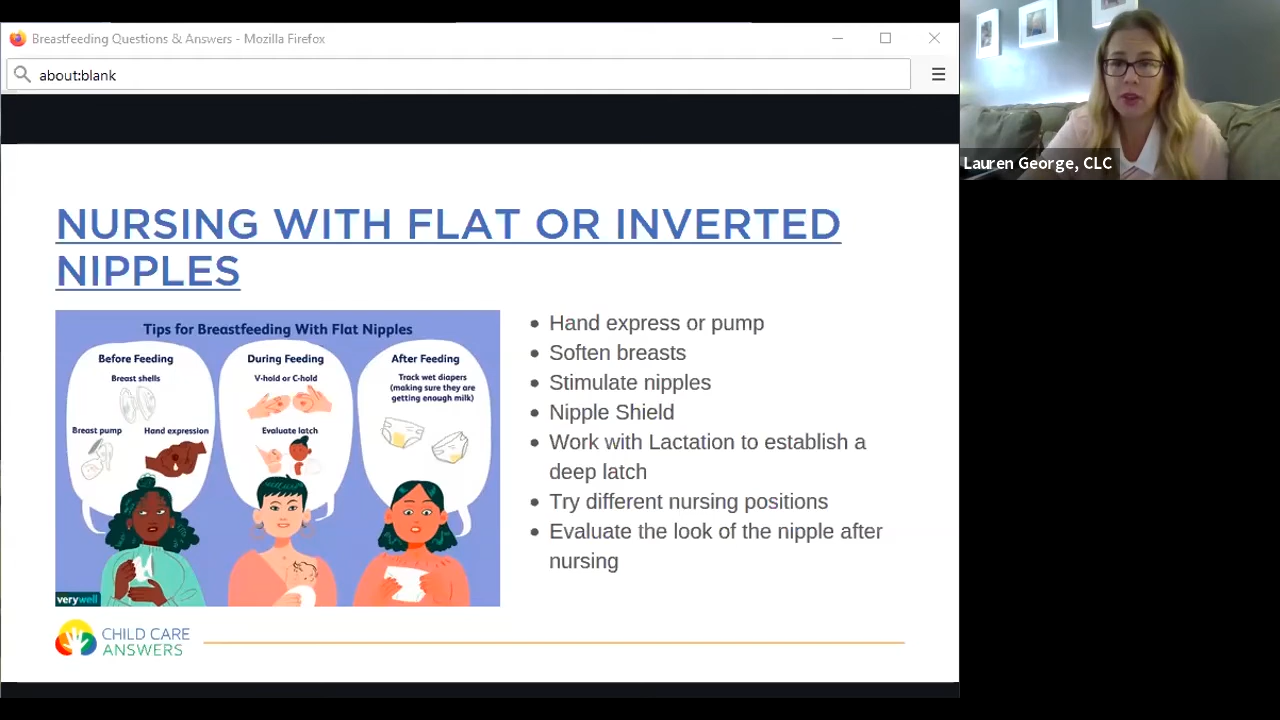 Breastfeeding Questions & Answers - Mozilla Firefox
about:blank
Lauren George, CLC
NURSING WITH FLAT OR INVERTED
NIPPLES
Tips for Breastfeeding With Flat Nipples
Before Feeding
Breast shells
Breast pump
Hand expression
During Feeding
V-hold or C-hold
Evaluate latch
After Feeding
Track wet diapers
(making sure they are
getting enough milk)
verywell
Hand express or pump
Soften breasts
Stimulate nipples
Nipple Shield
Work with Lactation to establish a
deep latch
Try different nursing positions
Evaluate the look of the nipple after
nursing
CHILD CARE
ANSWERS